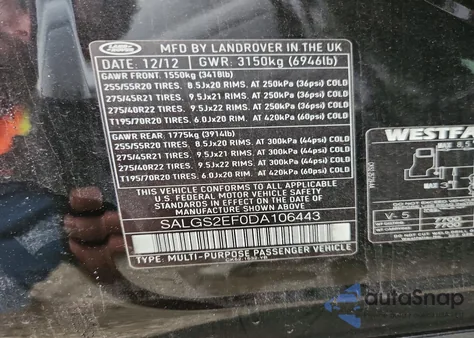 LAND ROVER
MFD BY LANDROVER IN THE UK
DATE: 12/12 GWR: 3150kg (6946lb)
GAWR FRONT: 1550kg (3418lb)
255/55R20 TIRES. 8.5Jx20 RIMS. AT 250kPa (36psi) COLD
275/45R21 TIRES. 9.5Jx21 RIMS. AT 250kPa (36psi) COLD
275/40R22 TIRES. 9.5Jx22 RIMS. AT 250kPa (36psi) COLD
T195/70R20 TIRES. 6.0Jx20 RIM. AT 420kPa (60psi) COLD
GAWR REAR: 1775kg (3914lb)
255/55R20 TIRES. 8.5Jx20 RIMS. AT 300kPa (44psi) COLD
275/45R21 TIRES. 9.5Jx21 RIMS. AT 300kPa (44psi) COLD
275/40R22 TIRES. 9.5Jx22 RIMS. AT 300kPa (44psi) COLD
T195/70R20 TIRES. 6.0Jx20 RIM. AT 420kPa (60psi) COLD
THIS VEHICLE CONFORMS TO ALL APPLICABLE
U.S. FEDERAL MOTOR VEHICLE SAFETY
STANDARDS IN EFFECT ON THE DATE OF
MANUFACTURE SHOWN ABOVE.
SALGS2EF0DA106443
TYPE: MULTI-PURPOSE PASSENGER VEHICLE
WESTFA
V-5
autoSnap